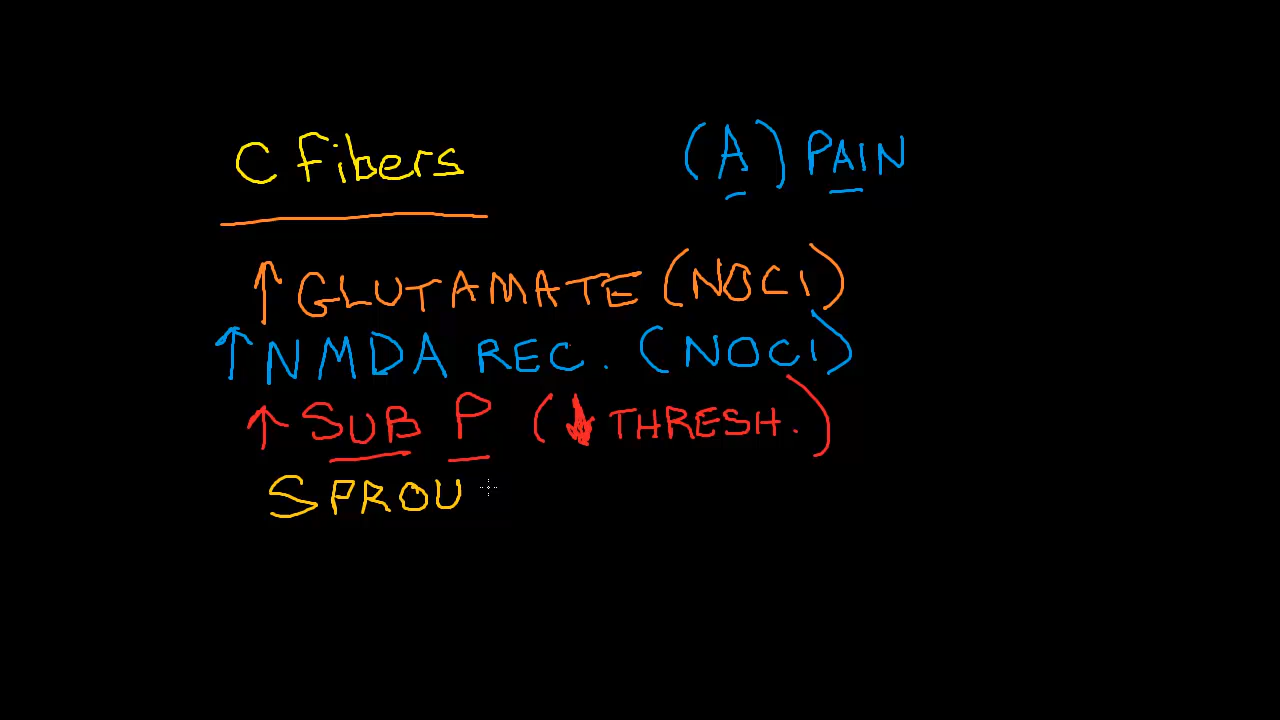 C fibers (A) PAIN
↑ GLUTAMATE (NOCI)
↑ NMDA REC. (NOCI)
↑ SUB P (↓ THRESH.)
SPROU